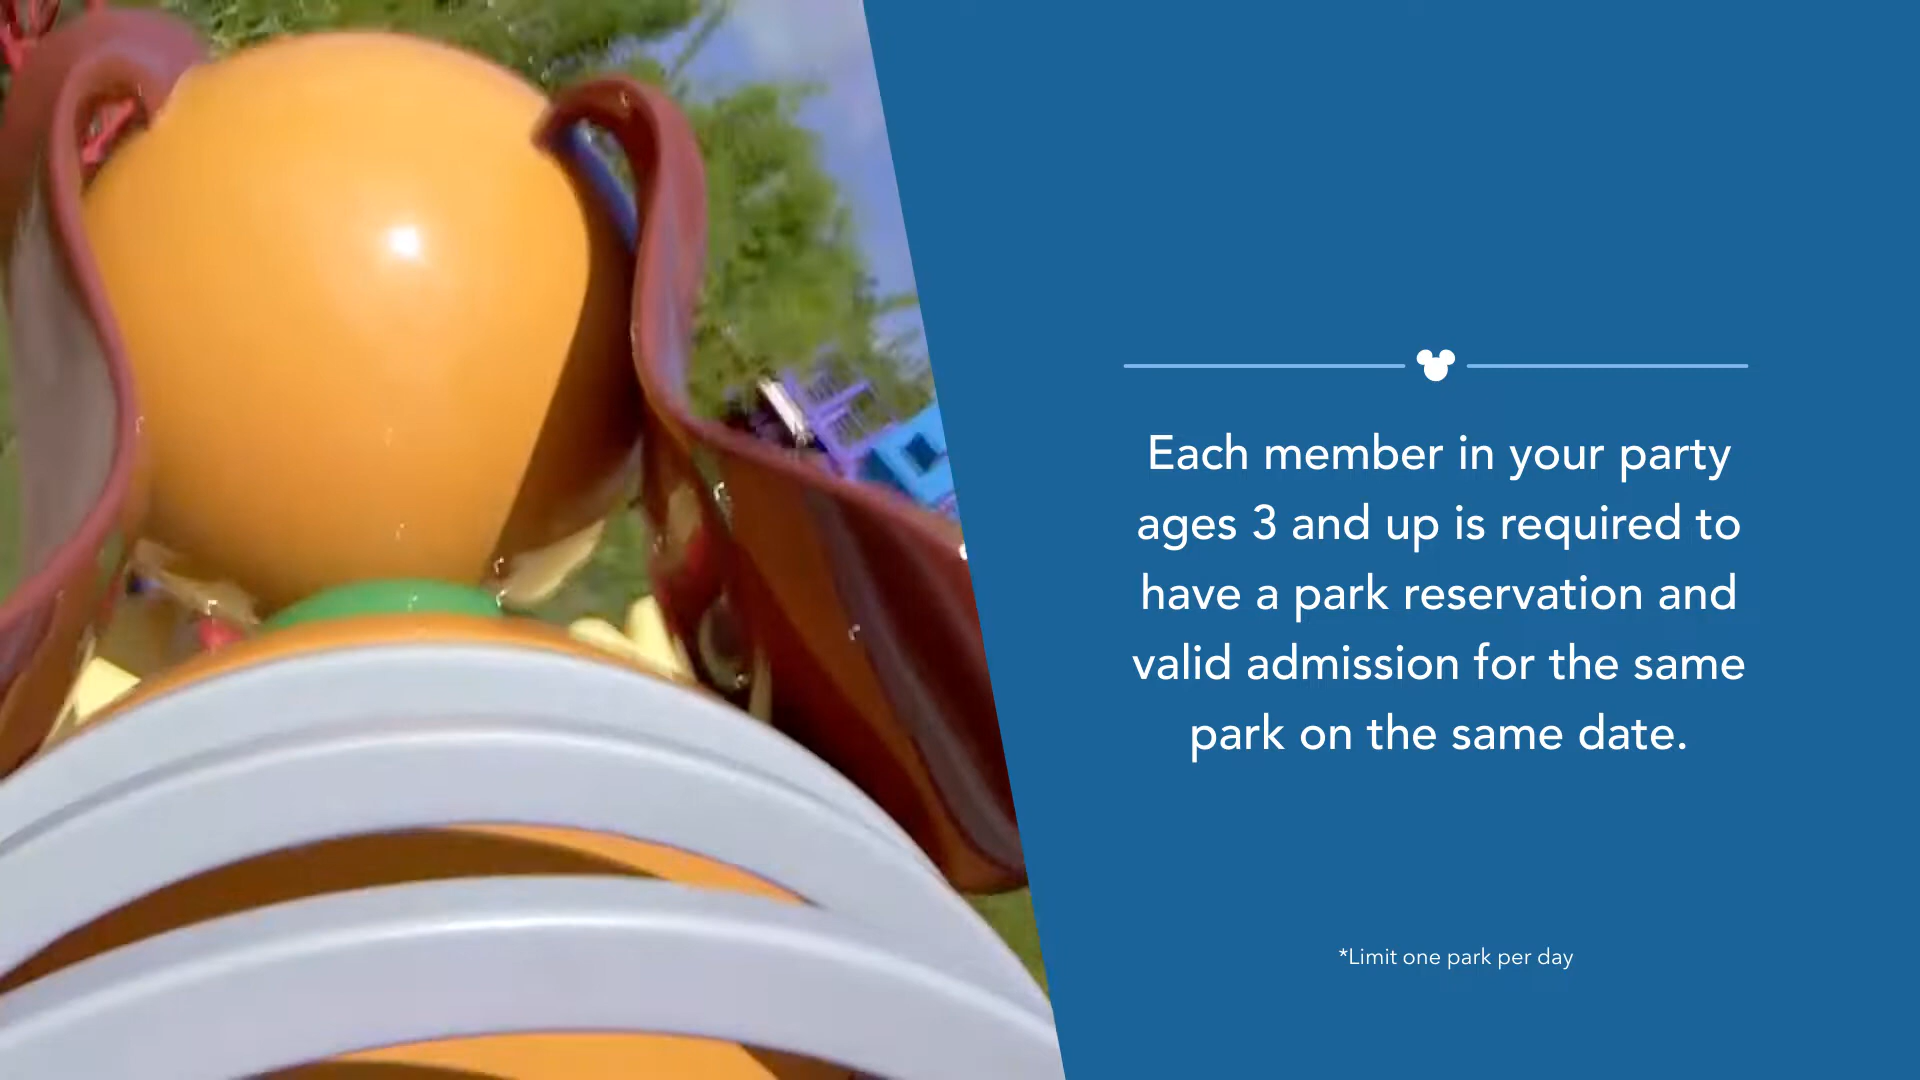 Each member in your party
ages 3 and up is required to
have a park reservation and
valid admission for the same
park on the same date.
*Limit one park per day